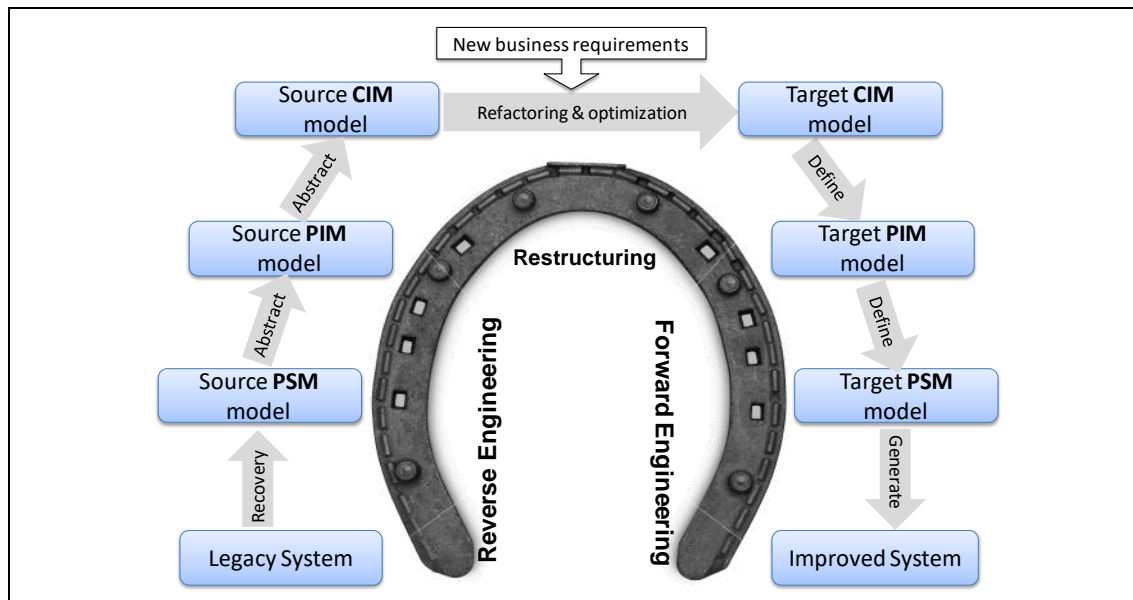 New business requirements
Source CIM
model
Refactoring & optimization
Target CIM
model
Abstract
Define
Source PIM
model
Restructuring
Target PIM
model
Abstract
Reverse Engineering
Forward Engineering
Define
Source PSM
model
Target PSM
model
Recovery
Generate
Legacy System
Improved System